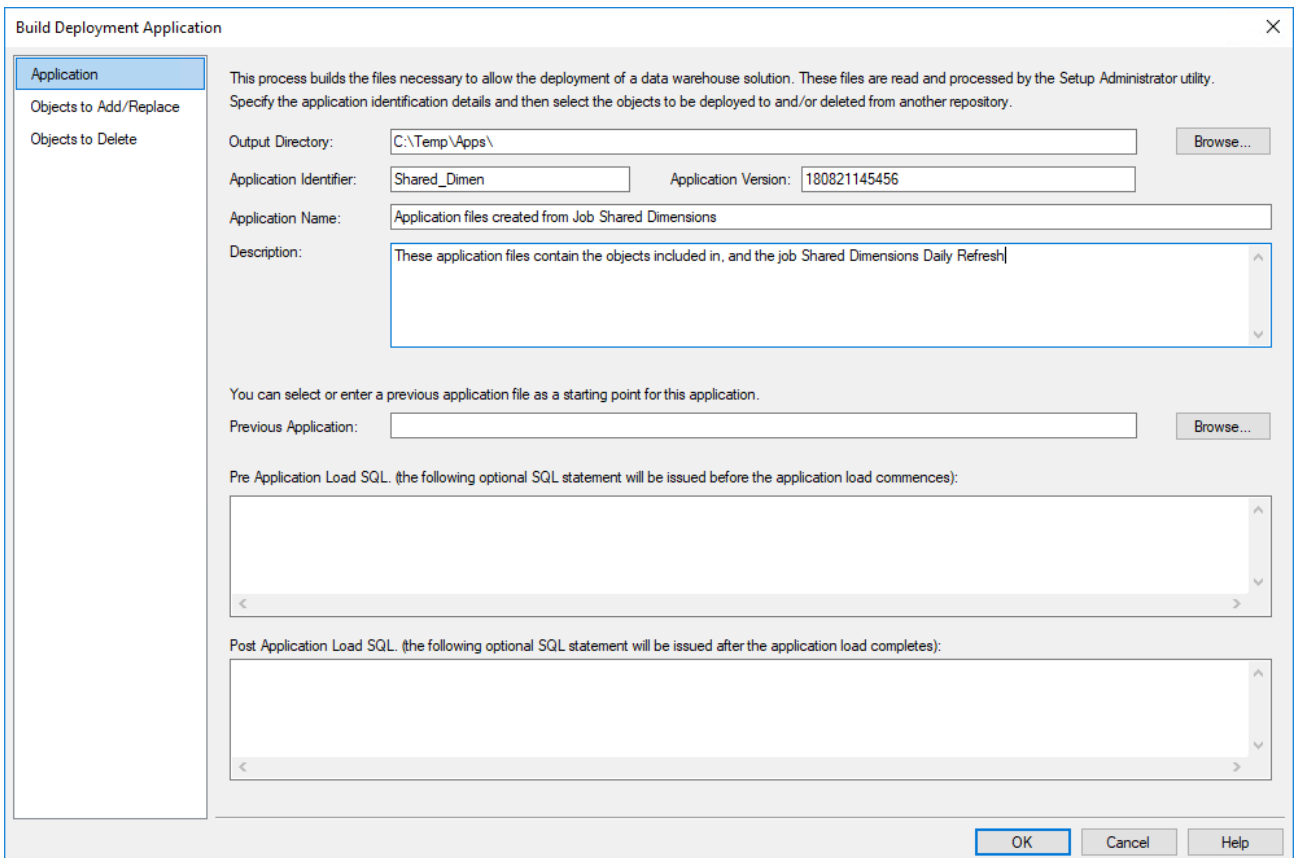 Build Deployment Application
Application
Objects to Add/Replace
Objects to Delete
This process builds the files necessary to allow the deployment of a data warehouse solution. These files are read and processed by the Setup Administrator utility.
Specify the application identification details and then select the objects to be deployed to and/or deleted from another repository.
Output Directory: C:\Temp\Apps\ Browse...
Application Identifier: Shared_Dimen Application Version: 180821145456
Application Name: Application files created from Job Shared Dimensions
Description: These application files contain the objects included in, and the job Shared Dimensions Daily Refresh
You can select or enter a previous application file as a starting point for this application.
Previous Application: Browse...
Pre Application Load SQL. (the following optional SQL statement will be issued before the application load commences):
Post Application Load SQL. (the following optional SQL statement will be issued after the application load completes):
OK Cancel Help